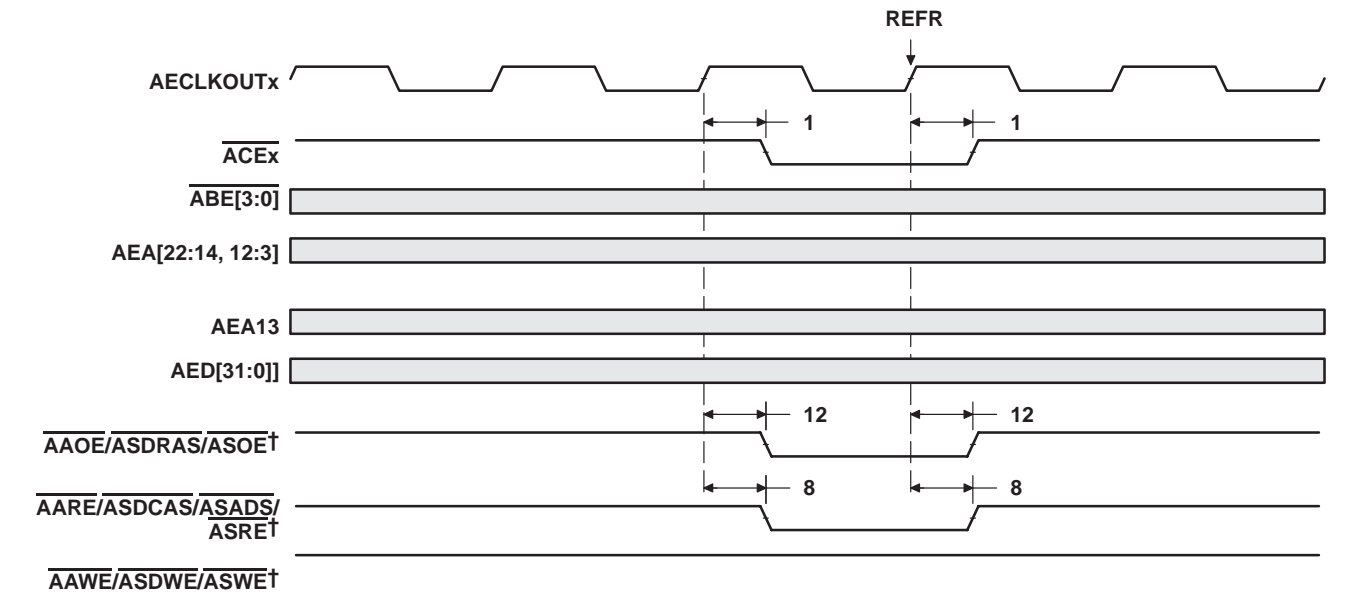 REFR
AECLKOUTx
1 1
ACEx
ABE[3:0]
AEA[22:14, 12:3]
AEA13
AED[31:0]]
12 12
AAOE/ASDRAS/ASOE†
8 8
AARE/ASDCAS/ASADS/
ASRE†
AAWE/ASDWE/ASWE†